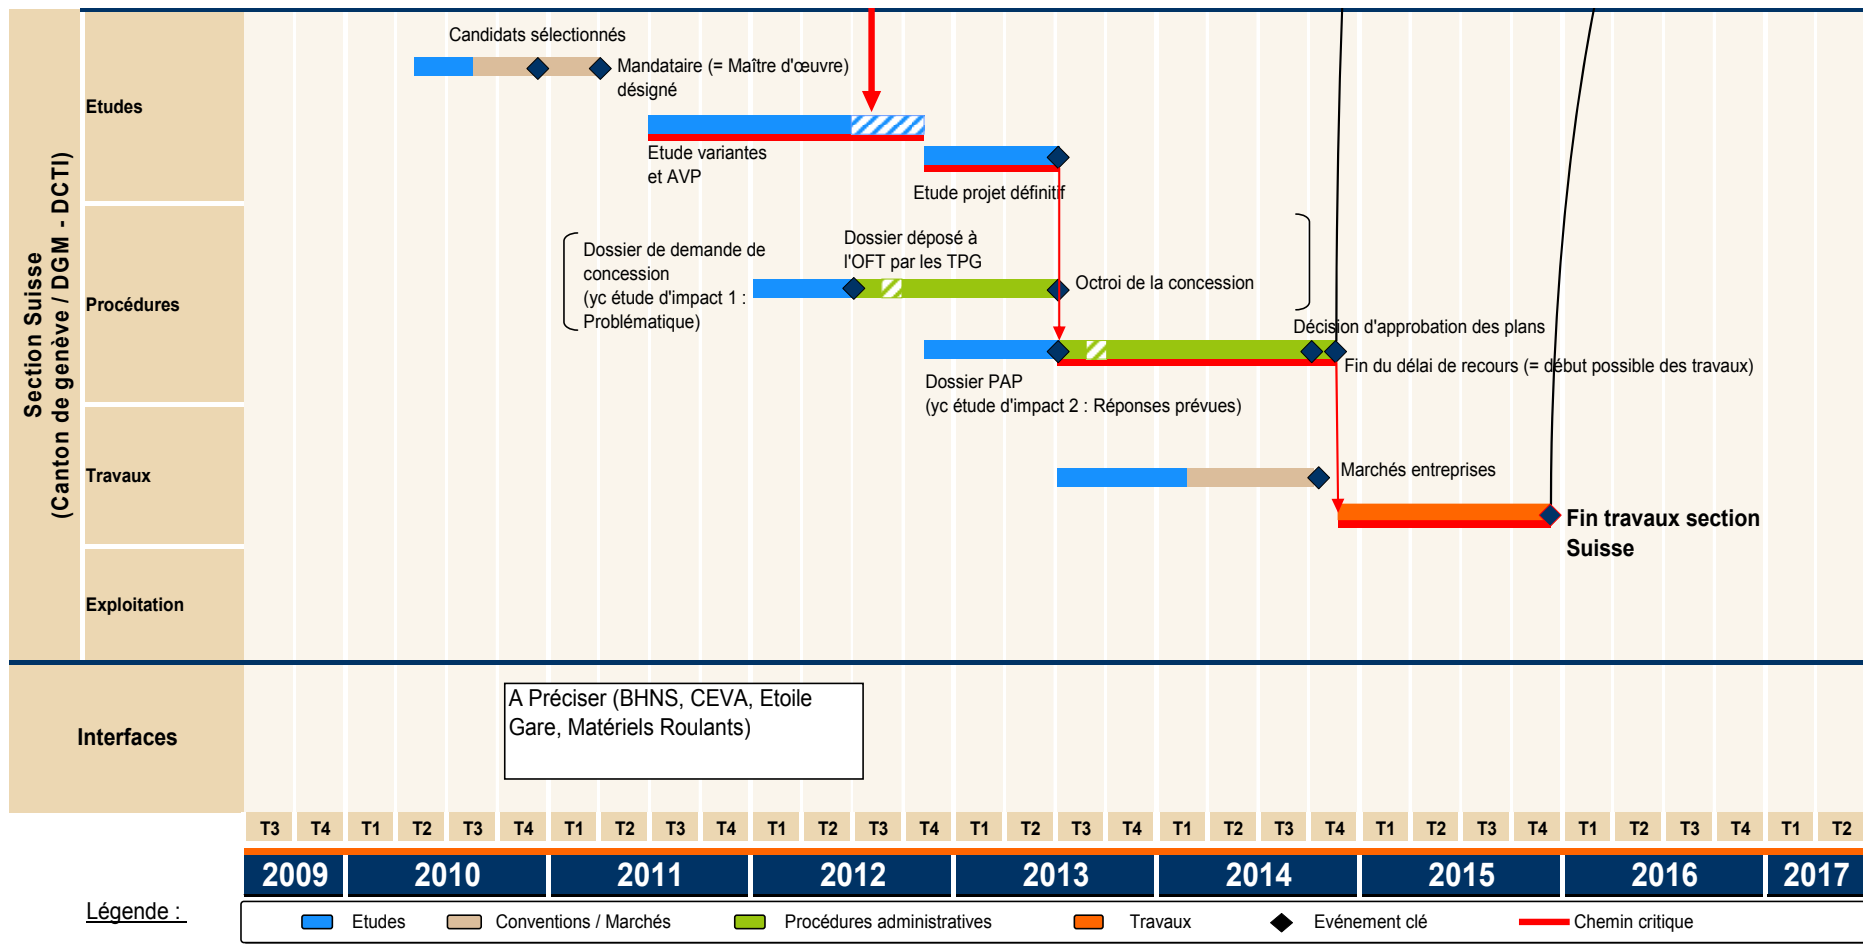 Section Suisse
(Canton de genève / DGM - DCTI)
Etudes
Candidats sélectionnés
Mandataire (= Maître d'œuvre)
désigné
Etude variantes
et AVP
Etude projet définitif
Procédures
Dossier de demande de
concession
(yc étude d'impact 1 :
Problématique)
Dossier déposé à
l'OFT par les TPG
Octroi de la concession
Décision d'approbation des plans
Fin du délai de recours (= début possible des travaux)
Dossier PAP
(yc étude d'impact 2 : Réponses prévues)
Travaux
Marchés entreprises
Fin travaux section
Suisse
Exploitation
Interfaces
A Préciser (BHNS, CEVA, Etoile
Gare, Matériels Roulants)
T3 T4 T1 T2 T3 T4 T1 T2 T3 T4 T1 T2 T3 T4 T1 T2 T3 T4 T1 T2 T3 T4 T1 T2 T3 T4 T1 T2 T3 T4 T1 T2
2009 2010 2011 2012 2013 2014 2015 2016 2017
Légende :
Etudes Conventions / Marchés Procédures administratives Travaux Evénement clé Chemin critique